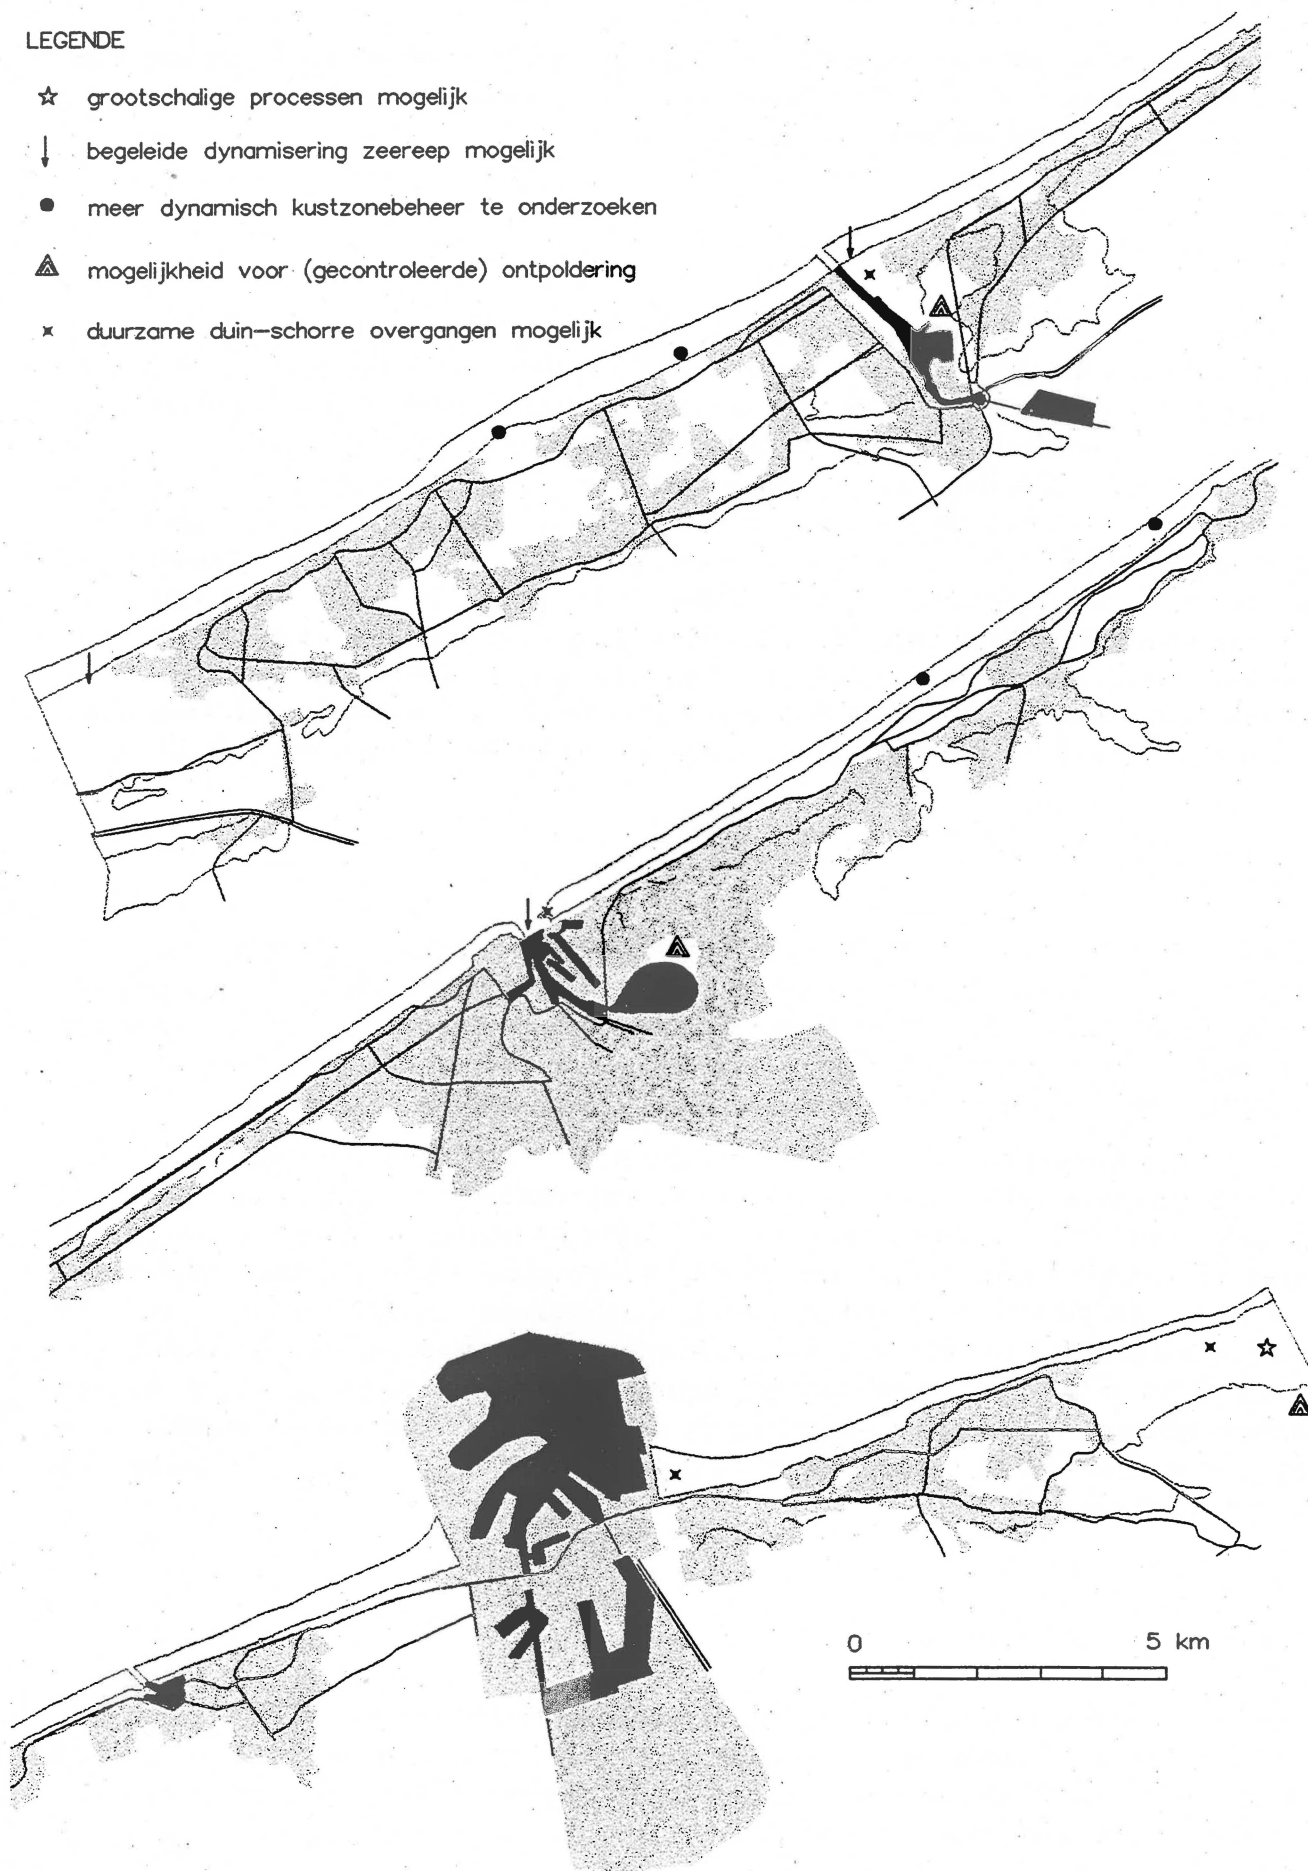 LEGENDE
grootschalige processen mogelijk
begeleide dynamisering zeereep mogelijk
meer dynamisch kustzonebeheer te onderzoeken
mogelijkheid voor (gecontroleerde) ontpoldering
duurzame duin-schorre overgangen mogelijk
0 5 km